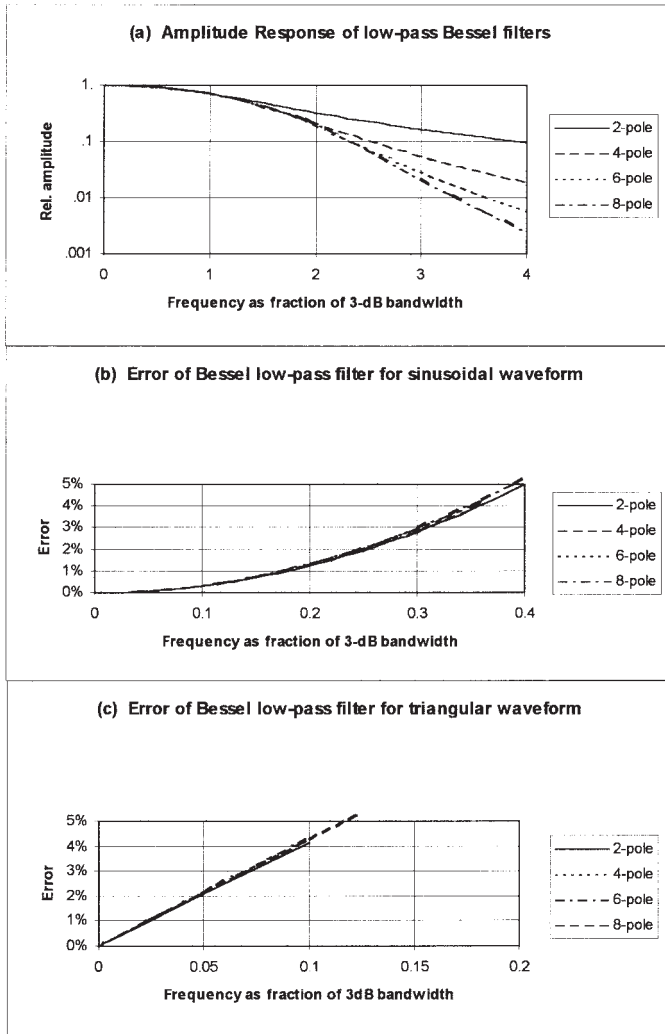 (a) Amplitude Response of low-pass Bessel filters
1.
.1
.01
.001
Rel. amplitude
0 1 2 3 4
Frequency as fraction of 3-dB bandwidth
2-pole
4-pole
6-pole
8-pole
(b) Error of Bessel low-pass filter for sinusoidal waveform
5%
4%
3%
2%
1%
0%
Error
0 0.1 0.2 0.3 0.4
Frequency as fraction of 3-dB bandwidth
2-pole
4-pole
6-pole
8-pole
(c) Error of Bessel low-pass filter for triangular waveform
5%
4%
3%
2%
1%
0%
Error
0 0.05 0.1 0.15 0.2
Frequency as fraction of 3dB bandwidth
2-pole
4-pole
6-pole
8-pole